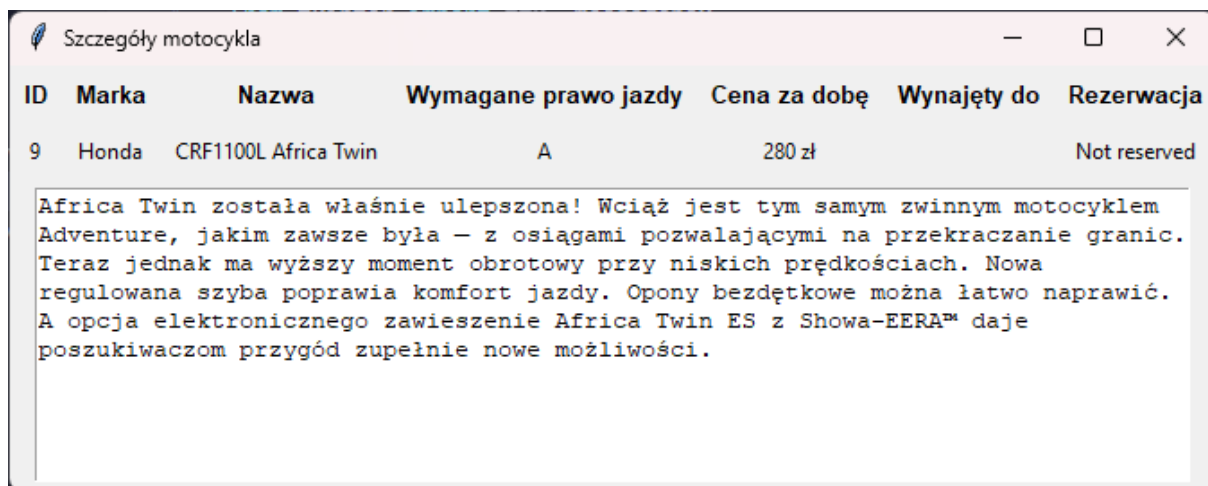 Szczegóły motocykla
ID Marka Nazwa Wymagane prawo jazdy Cena za dobę Wynajęty do Rezerwacja
9 Honda CRF1100L Africa Twin A 280 zł Not reserved
Africa Twin została właśnie ulepszona! Wciąż jest tym samym zwinnym motocyklem
Adventure, jakim zawsze była — z osiągami pozwalającymi na przekraczanie granic.
Teraz jednak ma wyższy moment obrotowy przy niskich prędkościach. Nowa
regulowana szyba poprawia komfort jazdy. Opony bezdętkowe można łatwo naprawić.
A opcja elektronicznego zawieszenie Africa Twin ES z Showa-EERA™ daje
poszukiwaczom przygód zupełnie nowe możliwości.